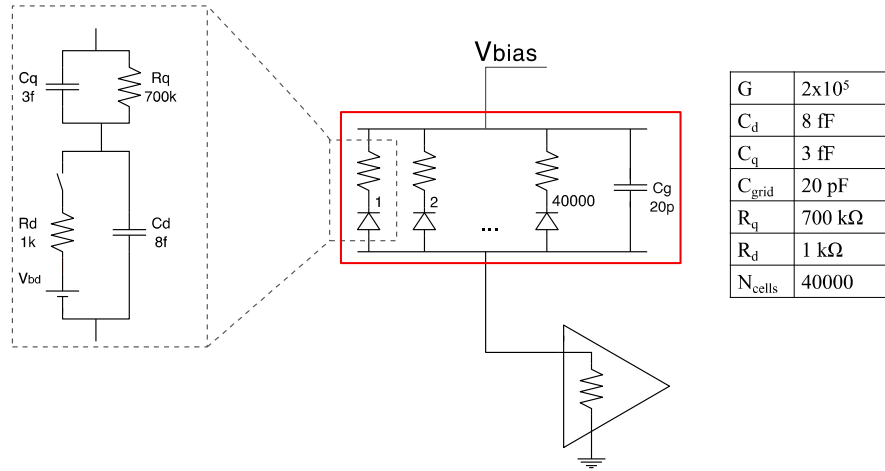 Vbias
Cq
3f
Rq
700k
Rd
1k
Cd
8f
Vbd
1
2
...
40000
Cg
20p
G 2x10⁵
C_d 8 fF
C_q 3 fF
C_grid 20 pF
R_q 700 kΩ
R_d 1 kΩ
N_cells 40000